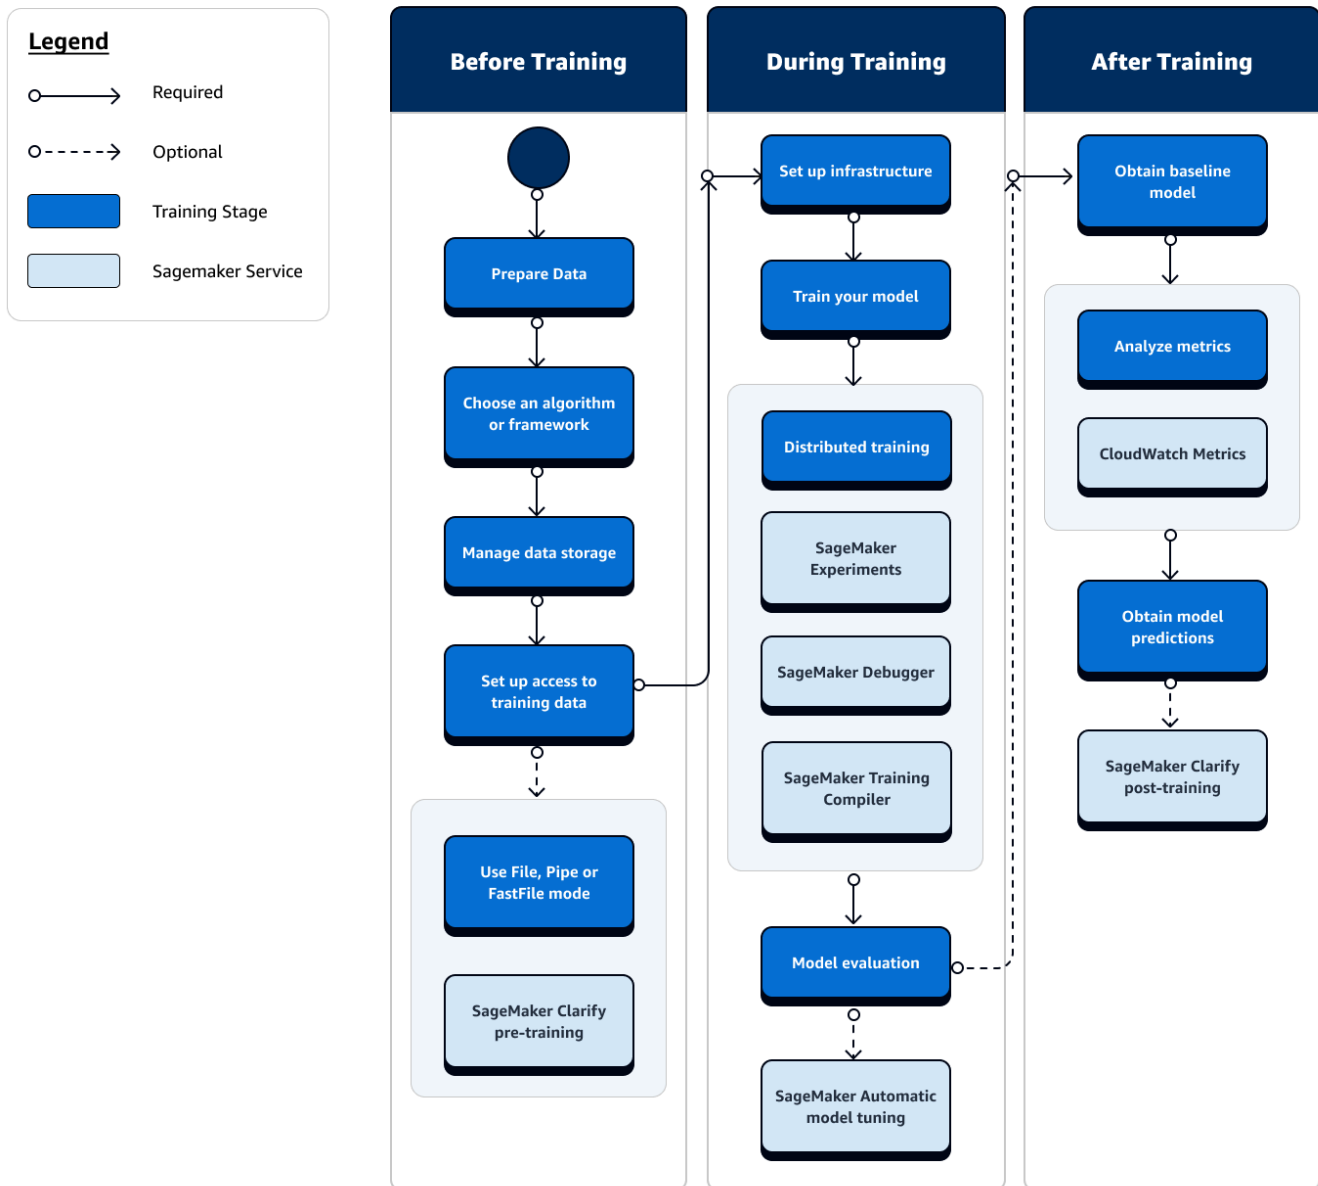 Legend
Required
Optional
Training Stage
Sagemaker Service
Before Training
Prepare Data
Choose an algorithm
or framework
Manage data storage
Set up access to
training data
Use File, Pipe or
FastFile mode
SageMaker Clarify
pre-training
During Training
Set up infrastructure
Train your model
Distributed training
SageMaker
Experiments
SageMaker Debugger
SageMaker Training
Compiler
Model evaluation
SageMaker Automatic
model tuning
After Training
Obtain baseline
model
Analyze metrics
CloudWatch Metrics
Obtain model
predictions
SageMaker Clarify
post-training